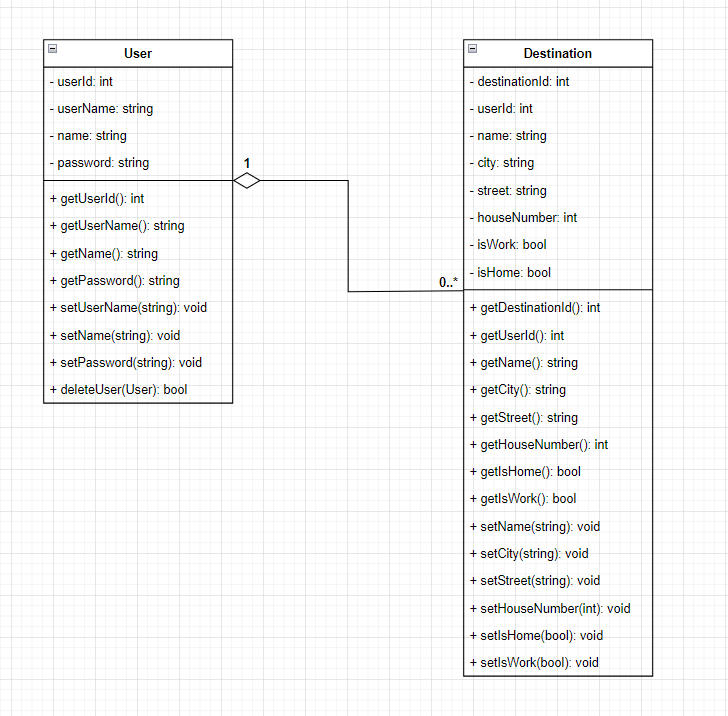 User
- userId: int
- userName: string
- name: string
- password: string
+ getUserId(): int
+ getUserName(): string
+ getName(): string
+ getPassword(): string
+ setUserName(string): void
+ setName(string): void
+ setPassword(string): void
+ deleteUser(User): bool
1
0..*
Destination
- destinationId: int
- userId: int
- name: string
- city: string
- street: string
- houseNumber: int
- isWork: bool
- isHome: bool
+ getDestinationId(): int
+ getUserId(): int
+ getName(): string
+ getCity(): string
+ getStreet(): string
+ getHouseNumber(): int
+ getIsHome(): bool
+ getIsWork(): bool
+ setName(string): void
+ setCity(string): void
+ setStreet(string): void
+ setHouseNumber(int): void
+ setIsHome(bool): void
+ setIsWork(bool): void